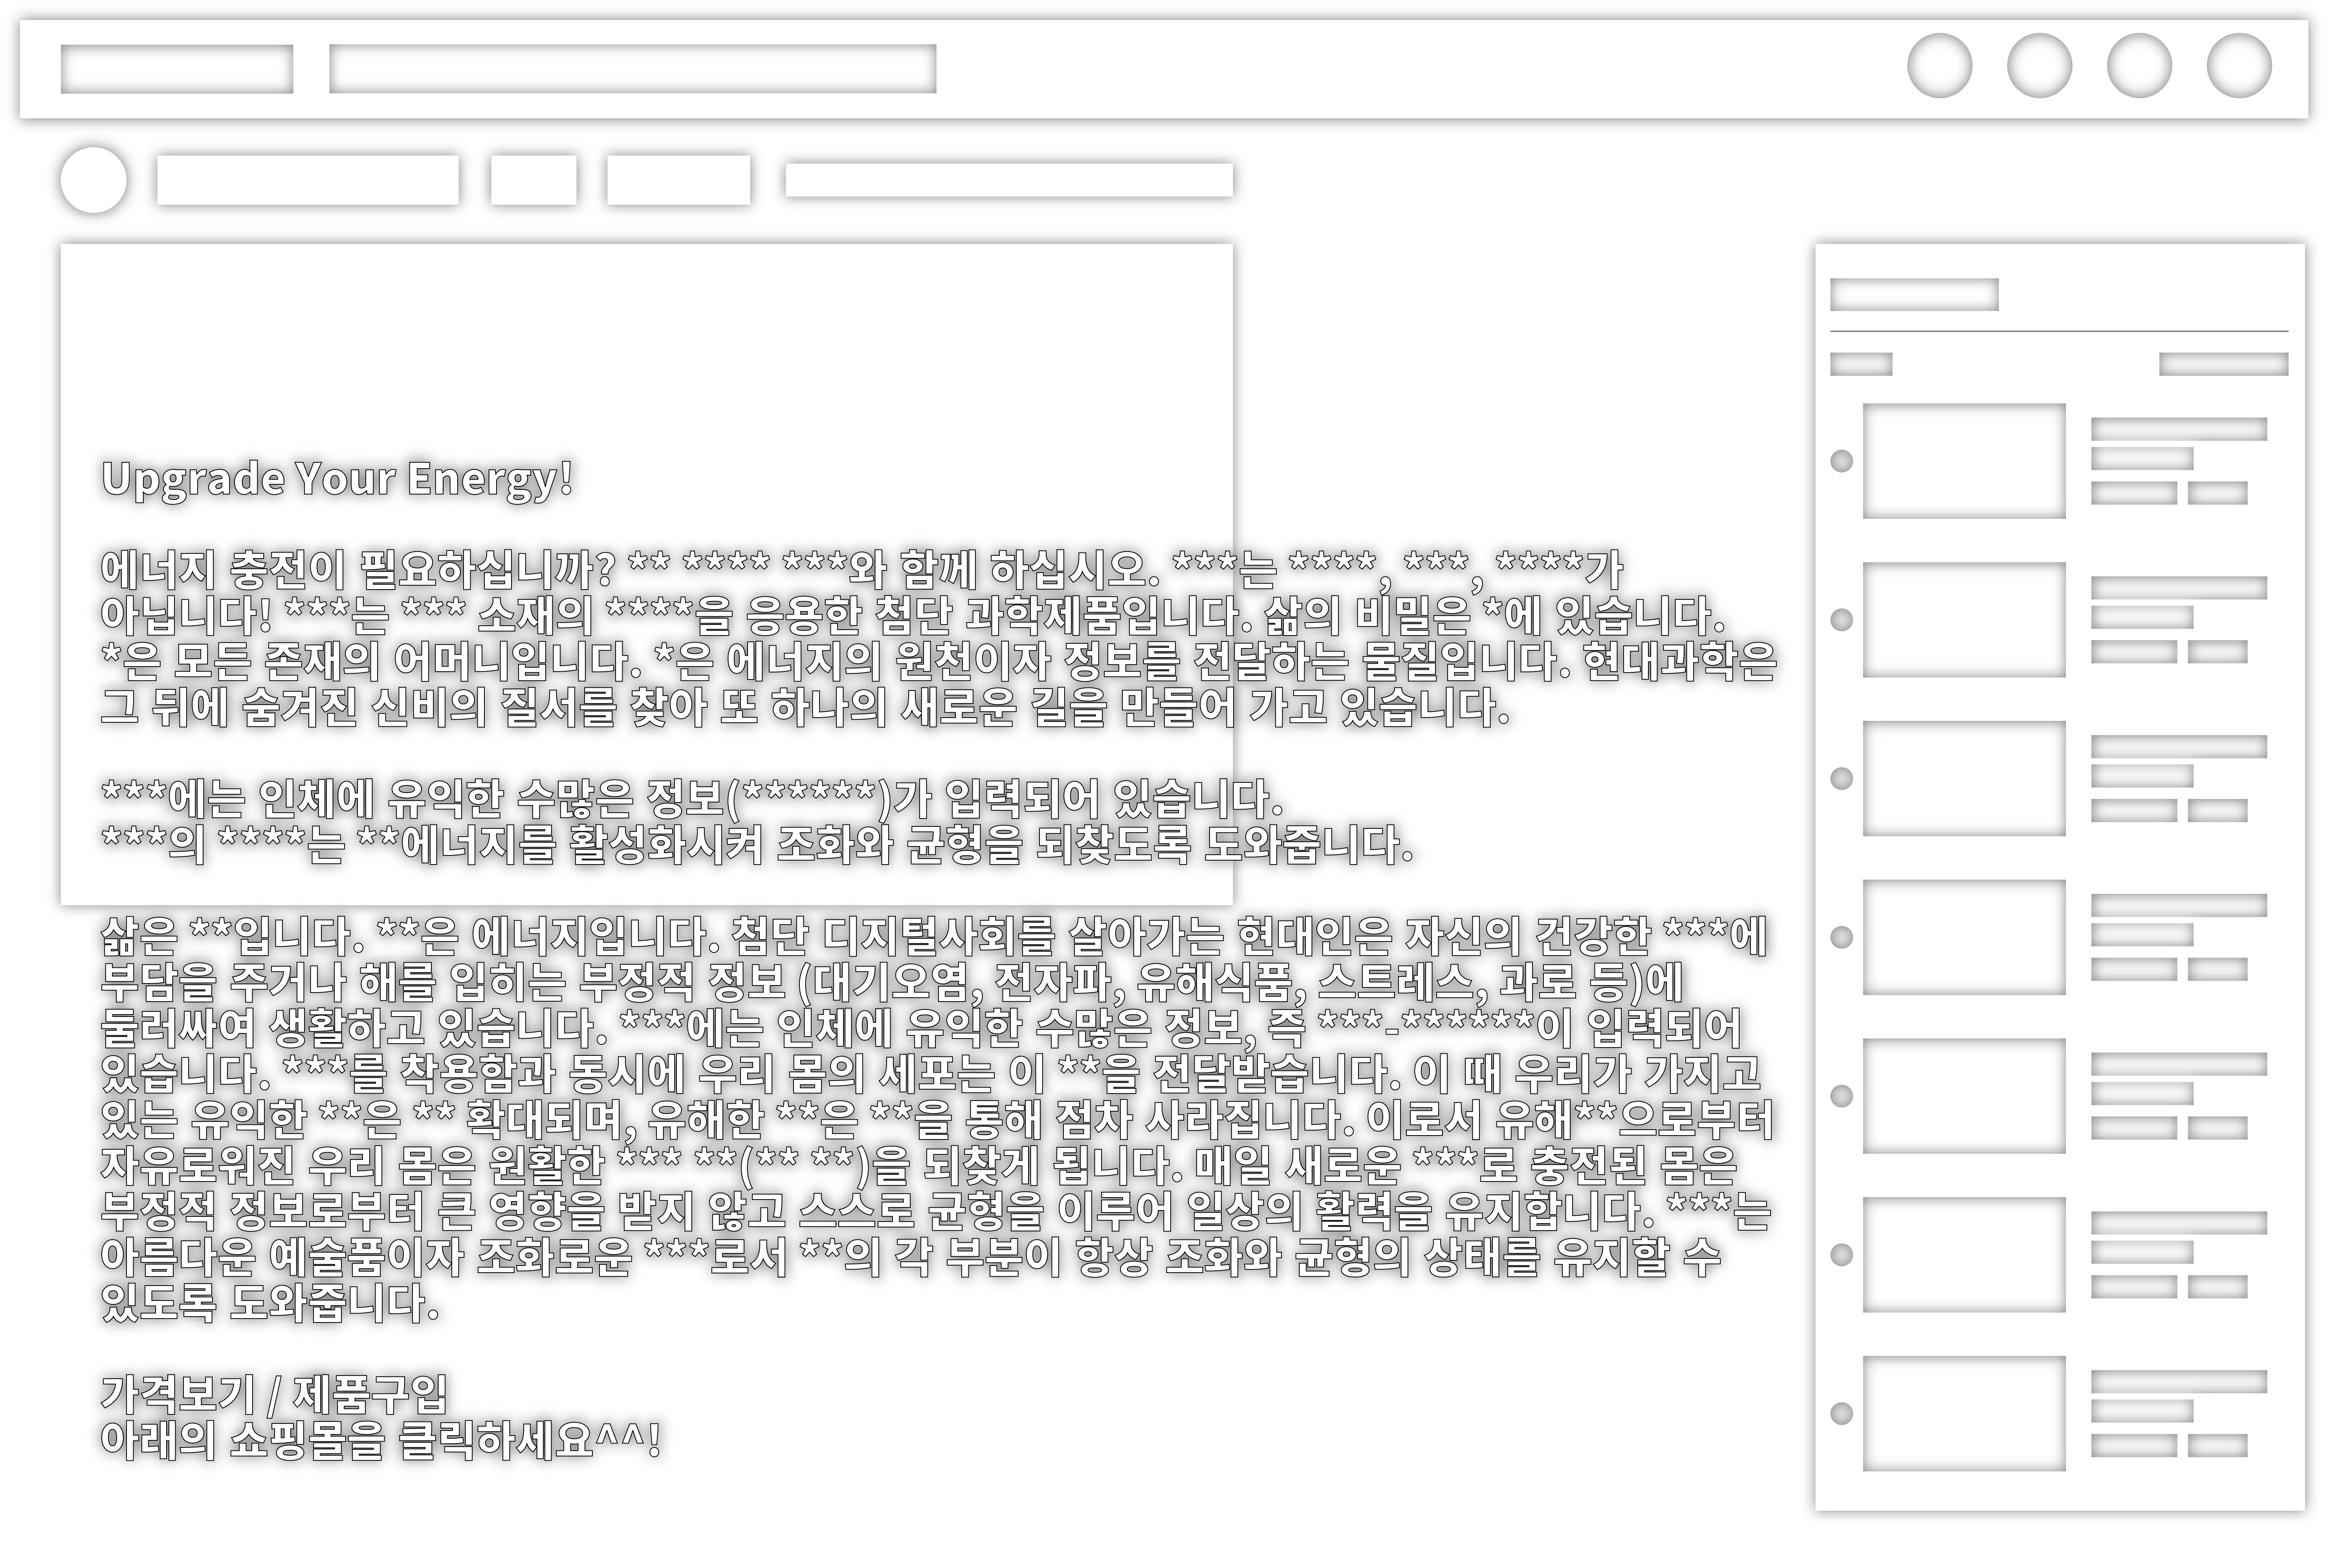 Upgrade Your Energy!
에너지 충전이 필요하십니까? ** **** ***와 함께 하십시오. ***는 ****, ***, ****가
아닙니다! ***는 *** 소재의 ****을 응용한 첨단 과학제품입니다. 삶의 비밀은 *에 있습니다.
*은 모든 존재의 어머니입니다. *은 에너지의 원천이자 정보를 전달하는 물질입니다. 현대과학은
그 뒤에 숨겨진 신비의 질서를 찾아 또 하나의 새로운 길을 만들어 가고 있습니다.
***에는 인체에 유익한 수많은 정보(******)가 입력되어 있습니다.
***의 ****는 **에너지를 활성화시켜 조화와 균형을 되찾도록 도와줍니다.
삶은 **입니다. **은 에너지입니다. 첨단 디지털사회를 살아가는 현대인은 자신의 건강한 ***에
부담을 주거나 해를 입히는 부정적 정보 (대기오염, 전자파, 유해식품, 스트레스, 과로 등)에
둘러싸여 생활하고 있습니다. ***에는 인체에 유익한 수많은 정보, 즉 ***-******이 입력되어
있습니다. ***를 착용함과 동시에 우리 몸의 세포는 이 **을 전달받습니다. 이 때 우리가 가지고
있는 유익한 **은 ** 확대되며, 유해한 **은 **을 통해 점차 사라집니다. 이로서 유해**으로부터
자유로워진 우리 몸은 원활한 *** **(** **)을 되찾게 됩니다. 매일 새로운 ***로 충전된 몸은
부정적 정보로부터 큰 영향을 받지 않고 스스로 균형을 이루어 일상의 활력을 유지합니다. ***는
아름다운 예술품이자 조화로운 ***로서 **의 각 부분이 항상 조화와 균형의 상태를 유지할 수
있도록 도와줍니다.
가격보기 / 제품구입
아래의 쇼핑몰을 클릭하세요^^!